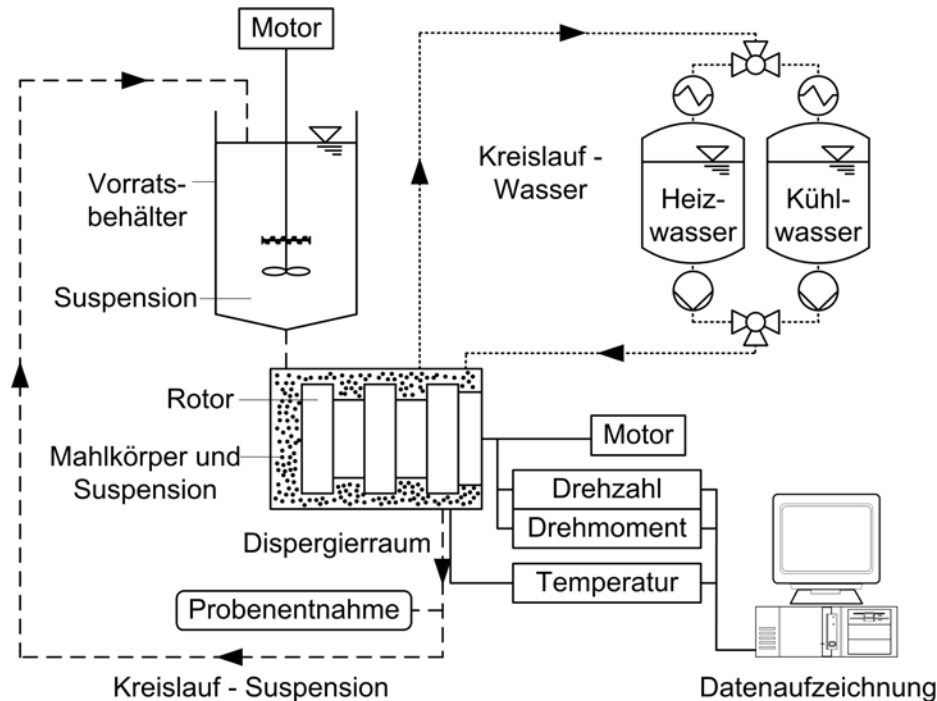 Motor
Vorrats-
behälter
Suspension
Kreislauf -
Wasser
Heiz-
wasser
Kühl-
wasser
Rotor
Mahlkörper und
Suspension
Motor
Drehzahl
Drehmoment
Dispergierraum
Temperatur
Probenentnahme
Kreislauf - Suspension
Datenaufzeichnung